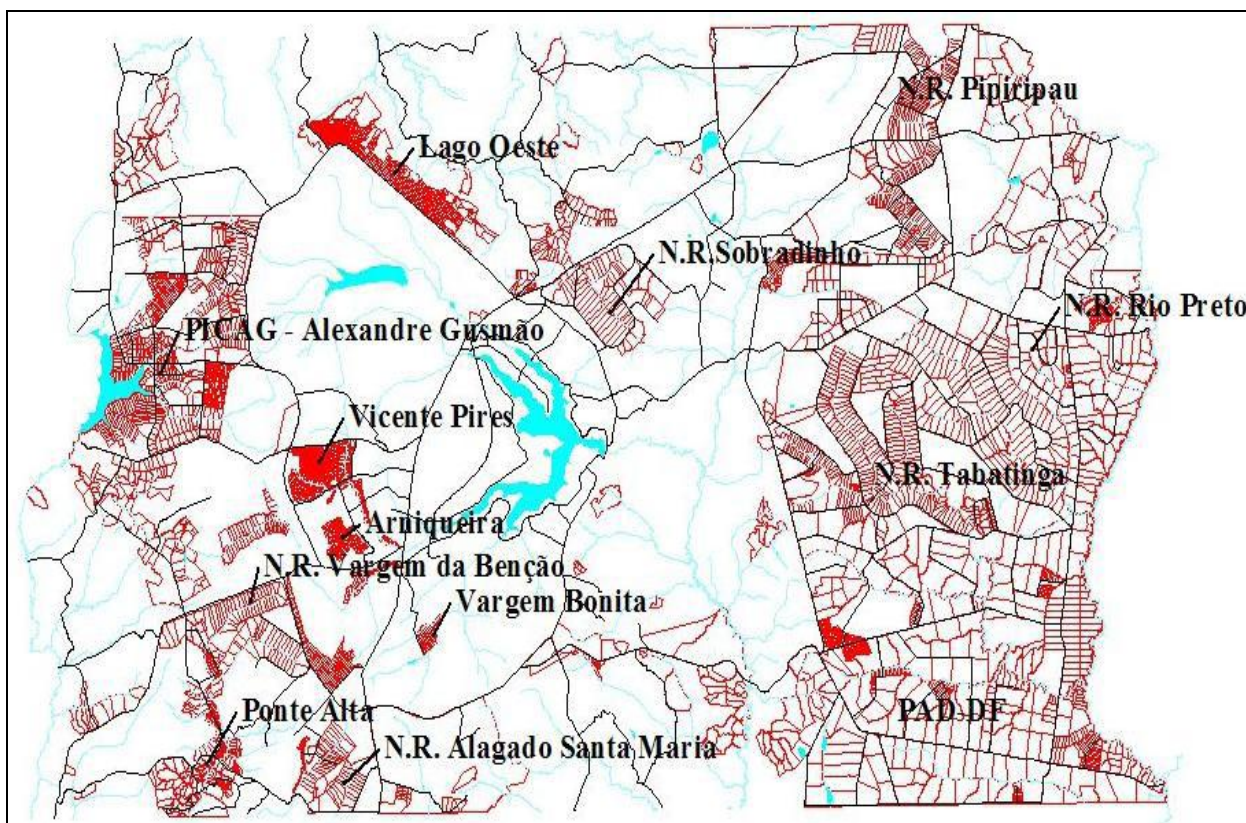 N.R. Pipiripau
Lago Oeste
N.R.Sobradinho
N.R. Rio Preto
PICAG - Alexandre Gusmão
Vicente Pires
N.R. Tabatinga
Arniqueira
N.R. Vargem da Benção
Vargem Bonita
Ponte Alta
PAD-DF
N.R. Alagado Santa Maria